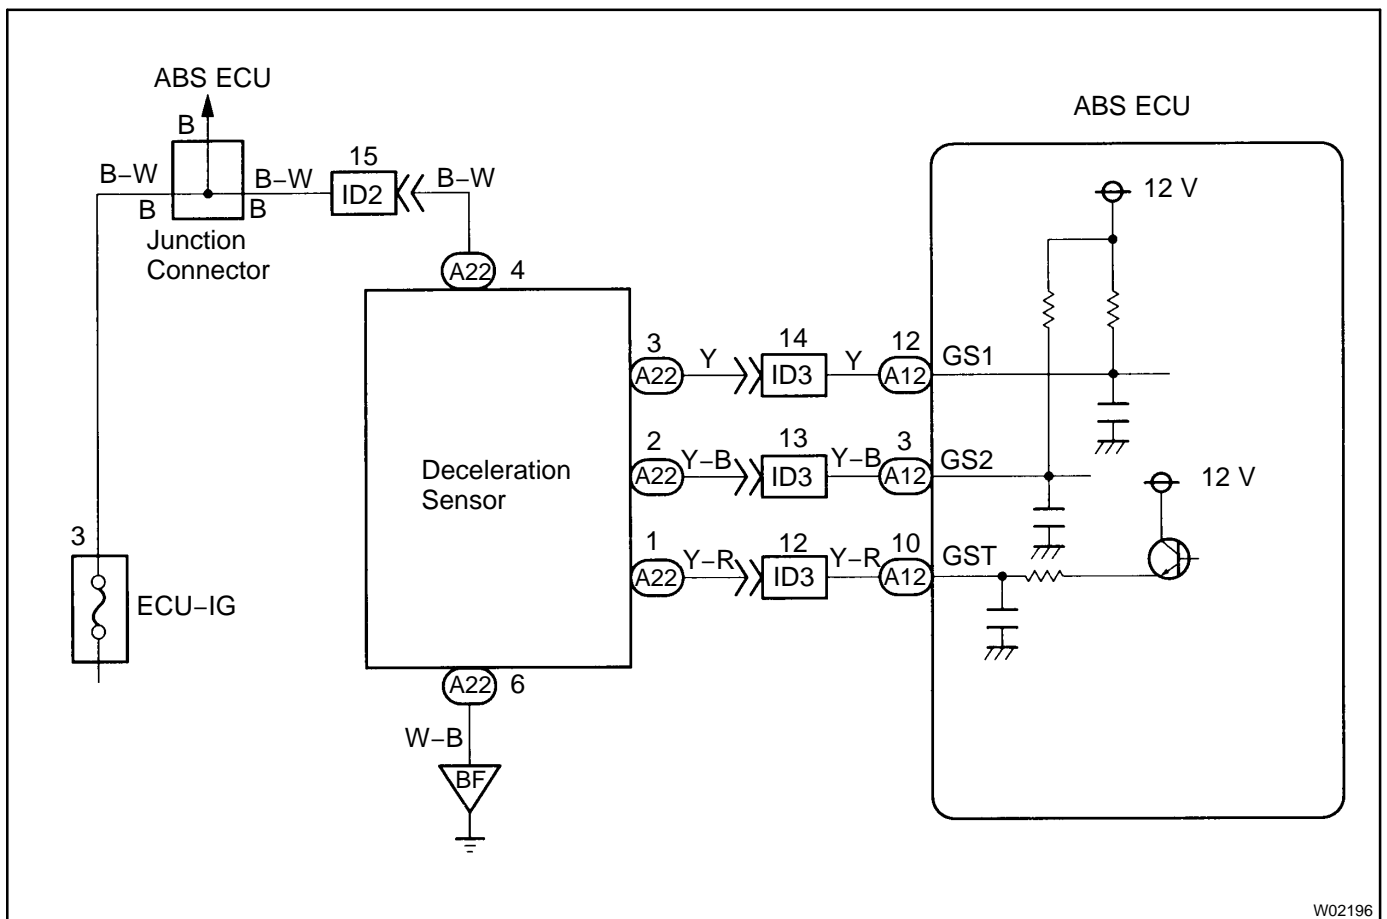 ABS ECU
ABS ECU
B
15
B–W
B–W
B–W
12 V
ID2
B
B
Junction
Connector
A22
4
3
14
12
Y
Y
GS1
A22
ID3
A12
2
13
3
Deceleration
Sensor
Y–B
Y–B
GS2
A22
ID3
A12
12 V
1
12
10
3
Y–R
Y–R
GST
A22
ID3
A12
ECU–IG
A22
6
W–B
BF
W02196